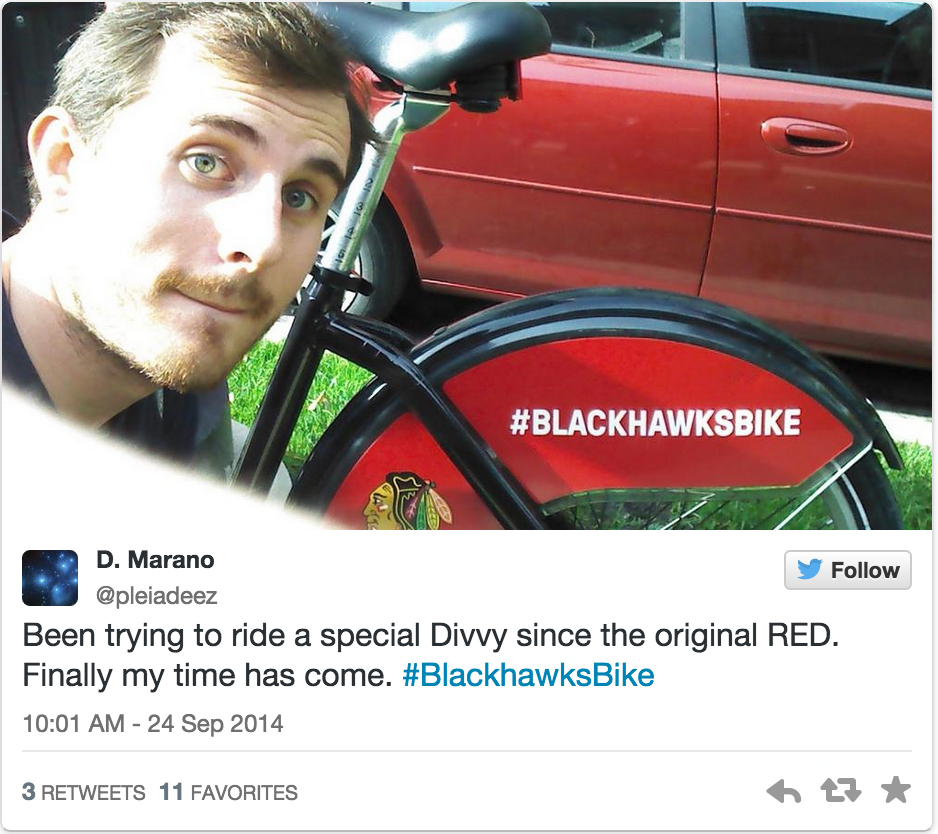 #BLACKHAWKSBIKE
D. Marano
Follow
@pleiadeez
Been trying to ride a special Divvy since the original RED.
Finally my time has come. #BlackhawksBike
10:01 AM - 24 Sep 2014
3 RETWEETS 11 FAVORITES